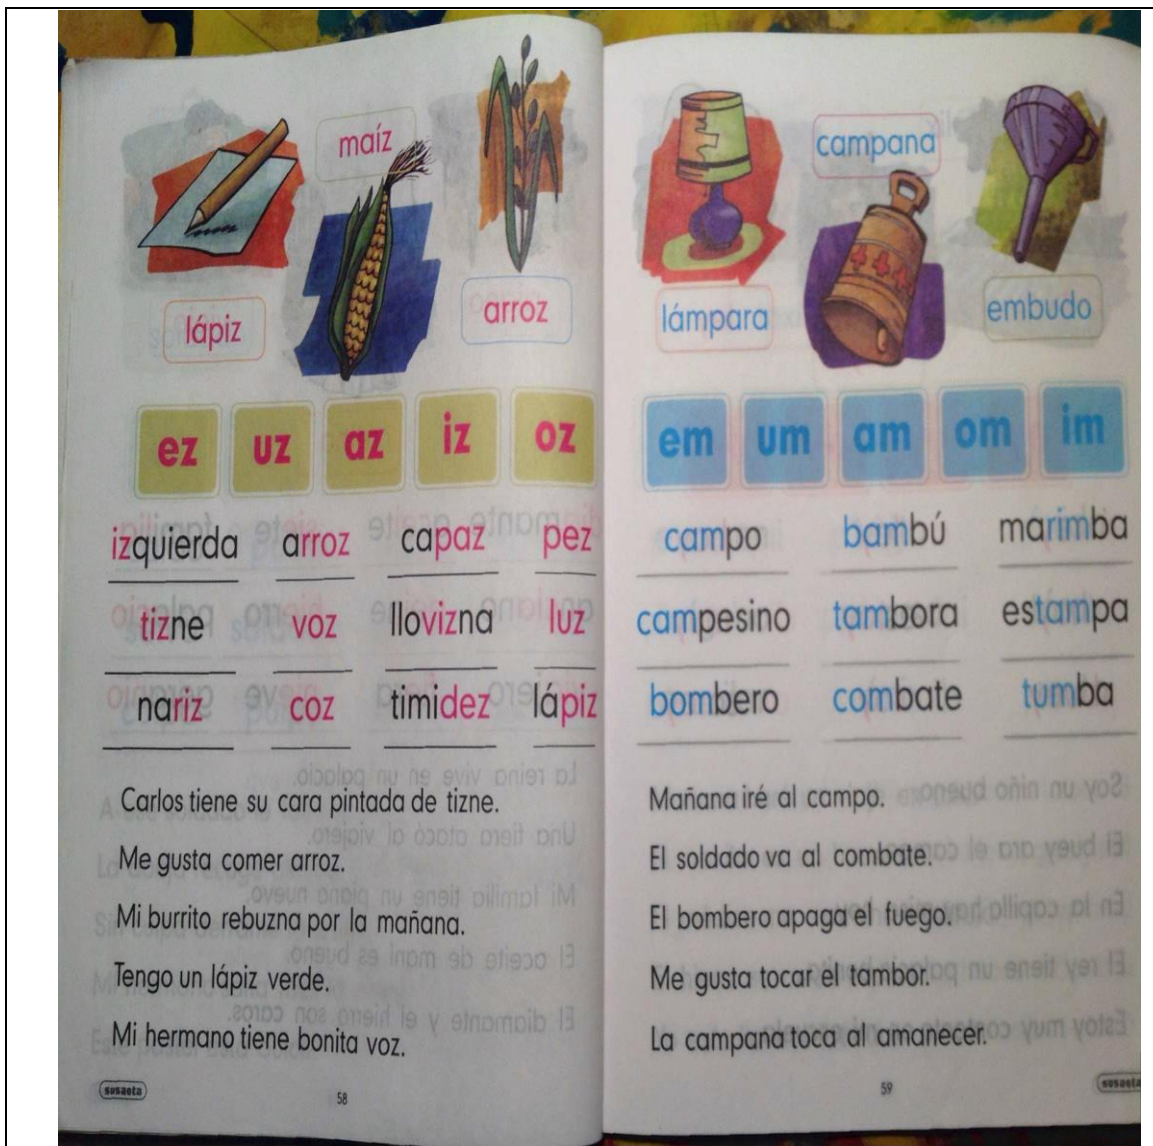 maíz
lápiz
arroz
ez uz az iz oz
izquierda arroz capaz pez
tizne voz llovizna luz
nariz coz timidez lápiz
Carlos tiene su cara pintada de tizne.
Me gusta comer arroz.
Mi burrito rebuzna por la mañana.
Tengo un lápiz verde.
Mi hermano tiene bonita voz.
susaeta
58
campana
lámpara
embudo
em um am om im
campo bambú marimba
campesino tambora estampa
bombero combate tumba
Mañana iré al campo.
El soldado va al combate.
El bombero apaga el fuego.
Me gusta tocar el tambor.
La campana toca al amanecer.
59
susaeta